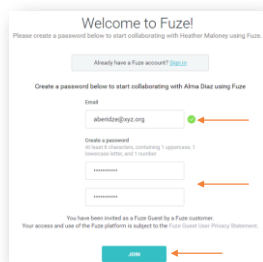 Welcome to Fuze!
Please create a password below to start collaborating with Heather Maloney using Fuze.
Already have a Fuze account? Sign in
Create a password below to start collaborating with Alma Diaz using Fuze
Email
aberidze@xyz.org
Create a password
At least 8 characters, containing 1 uppercase, 1
lowercase letter, and 1 number
••••••••••
••••••••••
You have been invited as a Fuze Guest by a Fuze customer.
Your access and use of the Fuze platform is subject to the Fuze Guest User Privacy Statement.
JOIN